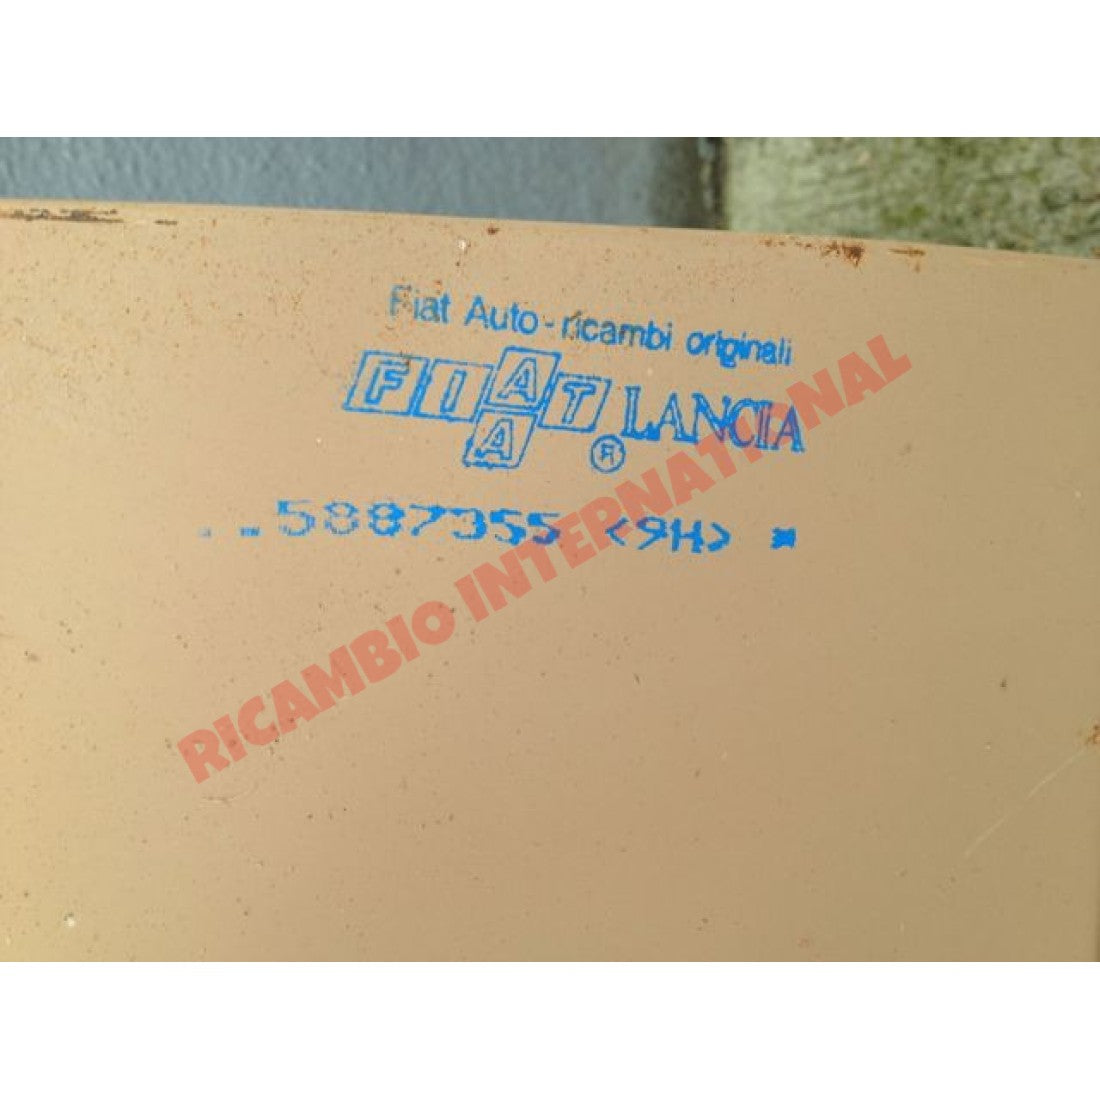 Fiat Auto - ricambi originali
FIAT LANCIA
A ®
..5887355 <9H> *
RICAMBIO INTERNATIONAL